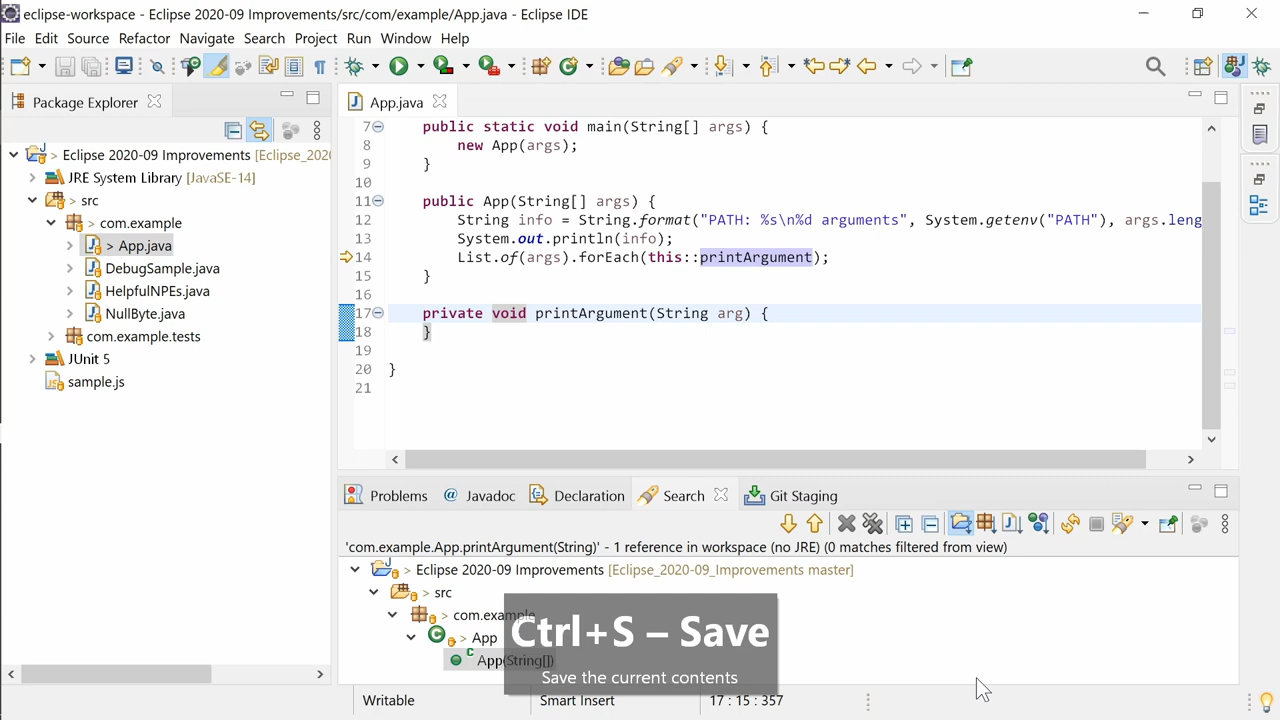 eclipse-workspace - Eclipse 2020-09 Improvements/src/com/example/App.java - Eclipse IDE
File Edit Source Refactor Navigate Search Project Run Window Help
Package Explorer
> Eclipse 2020-09 Improvements [Eclipse_202
JRE System Library [JavaSE-14]
> src
> com.example
> App.java
DebugSample.java
HelpfulNPEs.java
NullByte.java
com.example.tests
JUnit 5
sample.js
App.java
7 public static void main(String[] args) {
8 new App(args);
9 }
10
11 public App(String[] args) {
12 String info = String.format("PATH: %s\n%d arguments", System.getenv("PATH"), args.leng
13 System.out.println(info);
14 List.of(args).forEach(this::printArgument);
15 }
16
17 private void printArgument(String arg) {
18 }
19
20 }
21
Problems @ Javadoc Declaration Search Git Staging
'com.example.App.printArgument(String)' - 1 reference in workspace (no JRE) (0 matches filtered from view)
> Eclipse 2020-09 Improvements [Eclipse_2020-09_Improvements master]
> src
> com.example
> App
App(String[])
Ctrl+S – Save
Save the current contents
Writable Smart Insert 17 : 15 : 357